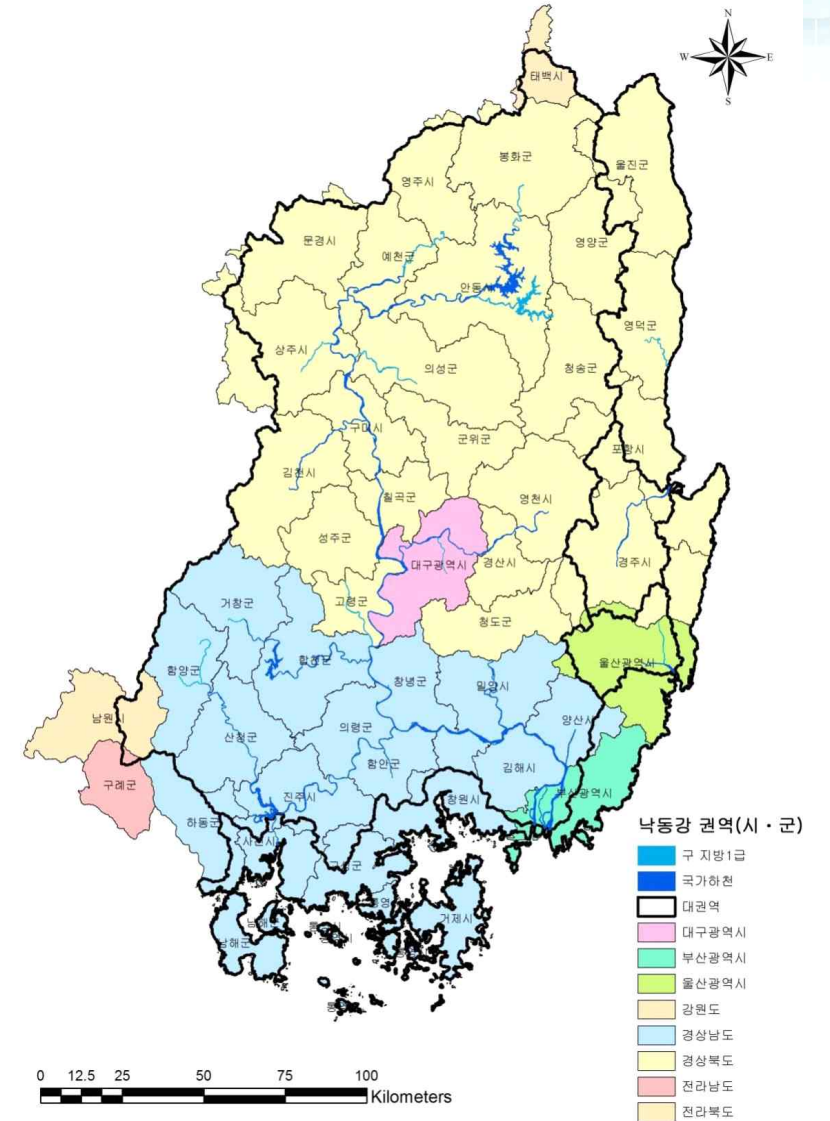 N
W
E
S
태백시
봉화군
울진군
영주시
문경시
예천군
영양군
안동시
영덕군
상주시
의성군
청송군
구미시
군위군
포항시
김천시
칠곡군
영천시
성주군
대구광역시
경산시
경주시
거창군
고령군
청도군
함양군
합천군
울산광역시
창녕군
밀양시
남원시
산청군
의령군
양산시
함안군
김해시
구례군
진주시
창원시
부산광역시
하동군
사천시
고성군
통영
거제시
남해군
남해군
낙동강 권역(시·군)
구 지방1급
국가하천
대권역
대구광역시
부산광역시
울산광역시
강원도
경상남도
경상북도
전라남도
전라북도
0 12.5 25 50 75 100
Kilometers